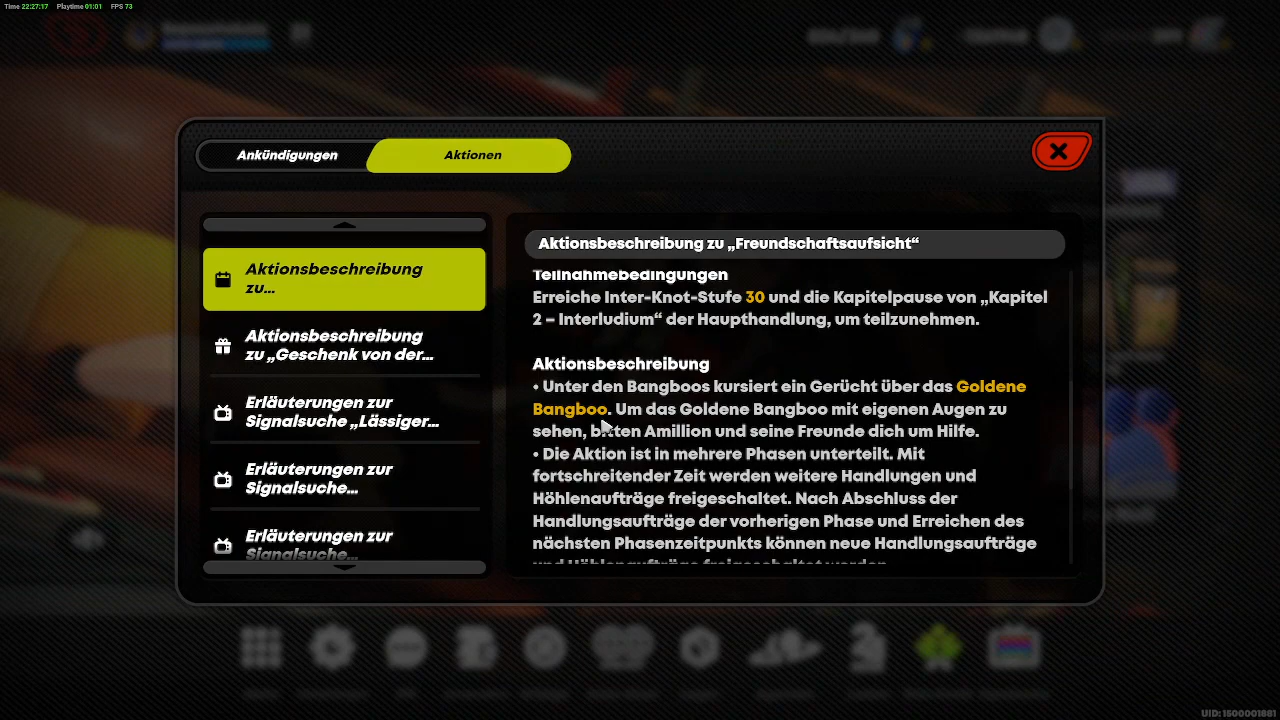 Time 22:27:17 Playtime 01:01 FPS 73
Ankündigungen
Aktionen
Aktionsbeschreibung
zu...
Aktionsbeschreibung
zu „Geschenk von der...
Erläuterungen zur
Signalsuche „Lässiger...
Erläuterungen zur
Signalsuche...
Erläuterungen zur
Signalsuche...
Aktionsbeschreibung zu „Freundschaftsaufsicht“
Teilnahmebedingungen
Erreiche Inter-Knot-Stufe 30 und die Kapitelpause von „Kapitel
2 – Interludium“ der Haupthandlung, um teilzunehmen.
Aktionsbeschreibung
• Unter den Bangboos kursiert ein Gerücht über das Goldene
Bangboo. Um das Goldene Bangboo mit eigenen Augen zu
sehen, bitten Amillion und seine Freunde dich um Hilfe.
• Die Aktion ist in mehrere Phasen unterteilt. Mit
fortschreitender Zeit werden weitere Handlungen und
Höhlenaufträge freigeschaltet. Nach Abschluss der
Handlungsaufträge der vorherigen Phase und Erreichen des
nächsten Phasenzeitpunkts können neue Handlungsaufträge
und Höhlenaufträge freigeschaltet werden.
UID: 1500001881